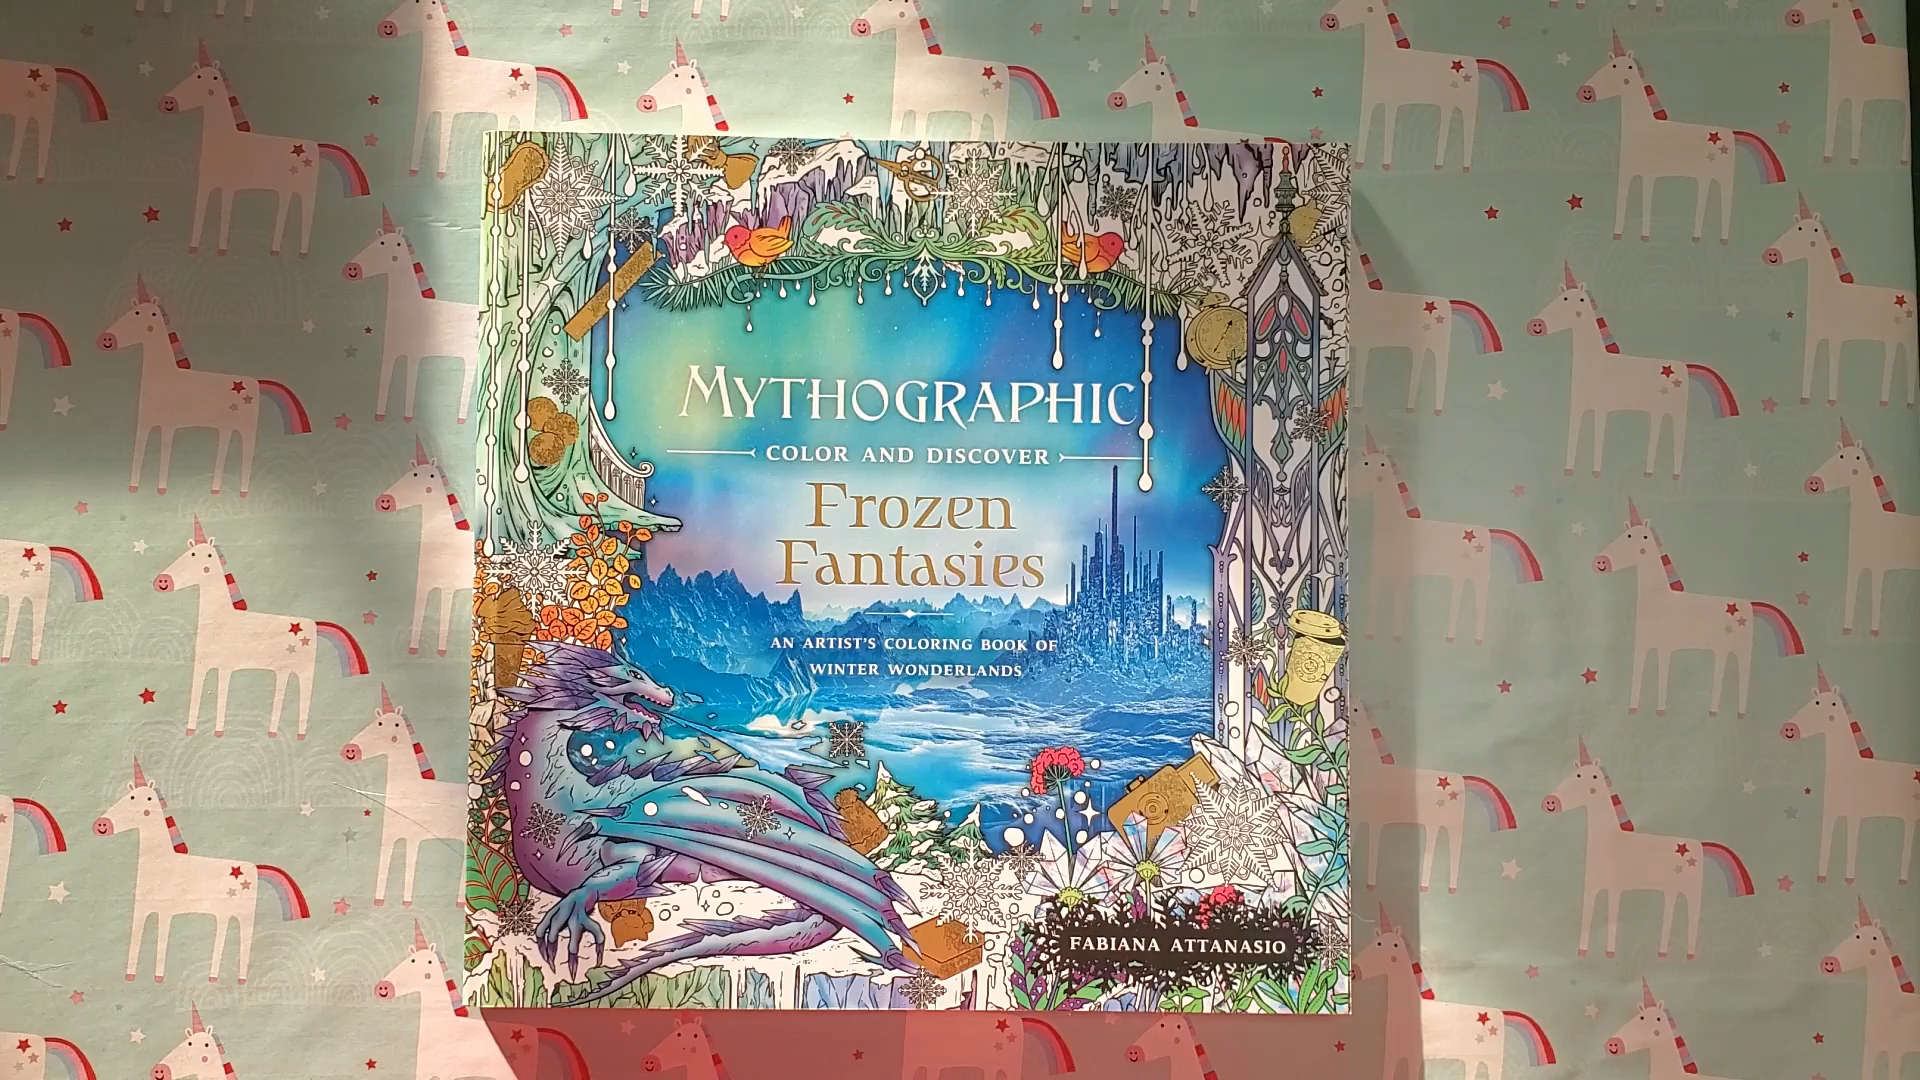 MYTHOGRAPHIC
COLOR AND DISCOVER
Frozen
Fantasies
AN ARTIST'S COLORING BOOK OF
WINTER WONDERLANDS
FABIANA ATTANASIO